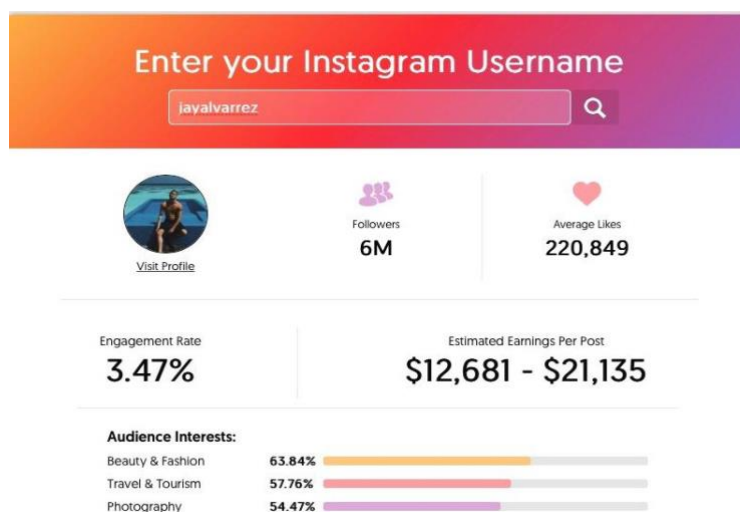 Enter your Instagram Username
jayalvarrez
Visit Profile
Followers
6M
Average Likes
220,849
Engagement Rate
3.47%
Estimated Earnings Per Post
$12,681 - $21,135
Audience Interests:
Beauty & Fashion 63.84%
Travel & Tourism 57.76%
Photography 54.47%